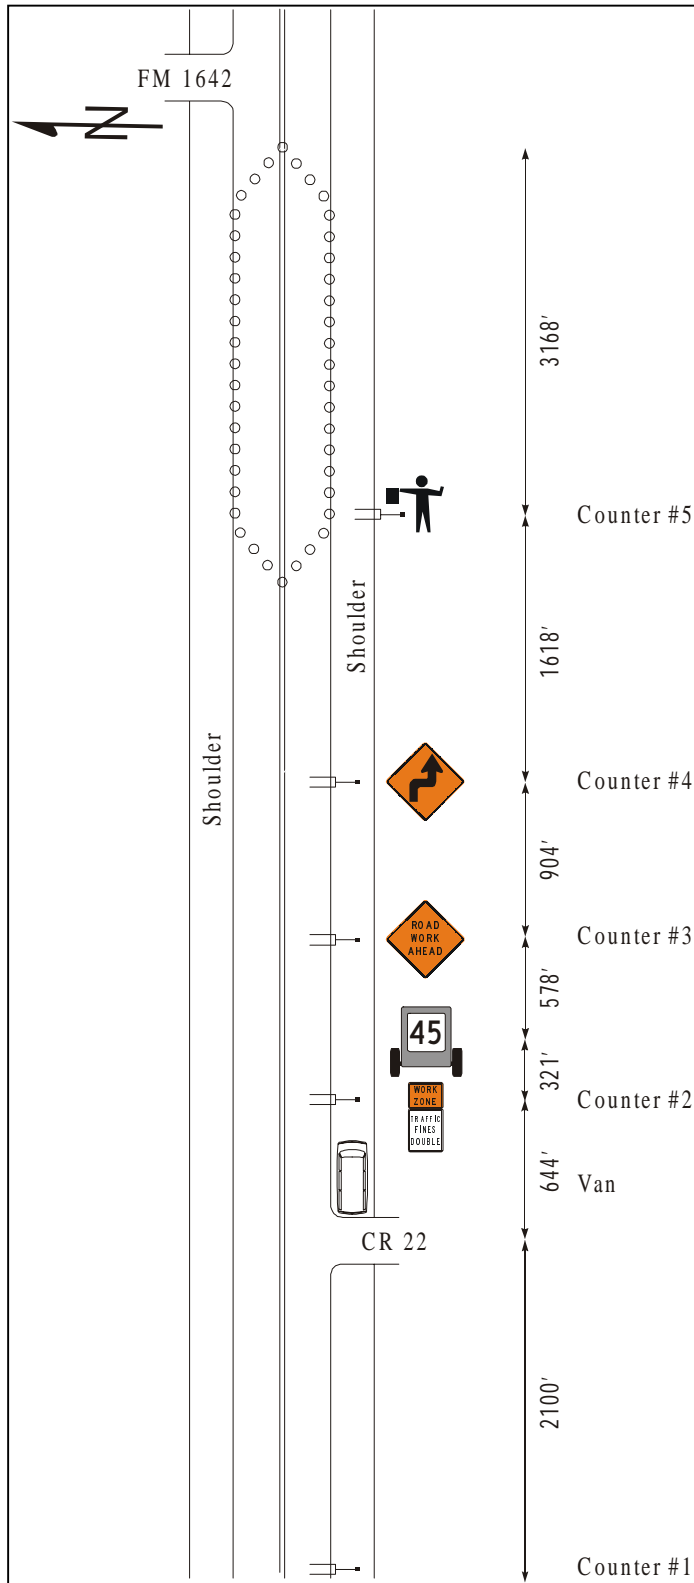 FM 1642
N
3168'
Counter #5
Shoulder
1618'
Shoulder
Counter #4
904'
ROAD
WORK
AHEAD
Counter #3
578'
45
321'
WORK
ZONE
TRAFFIC
FINES
DOUBLE
Counter #2
644'
Van
CR 22
2100'
Counter #1